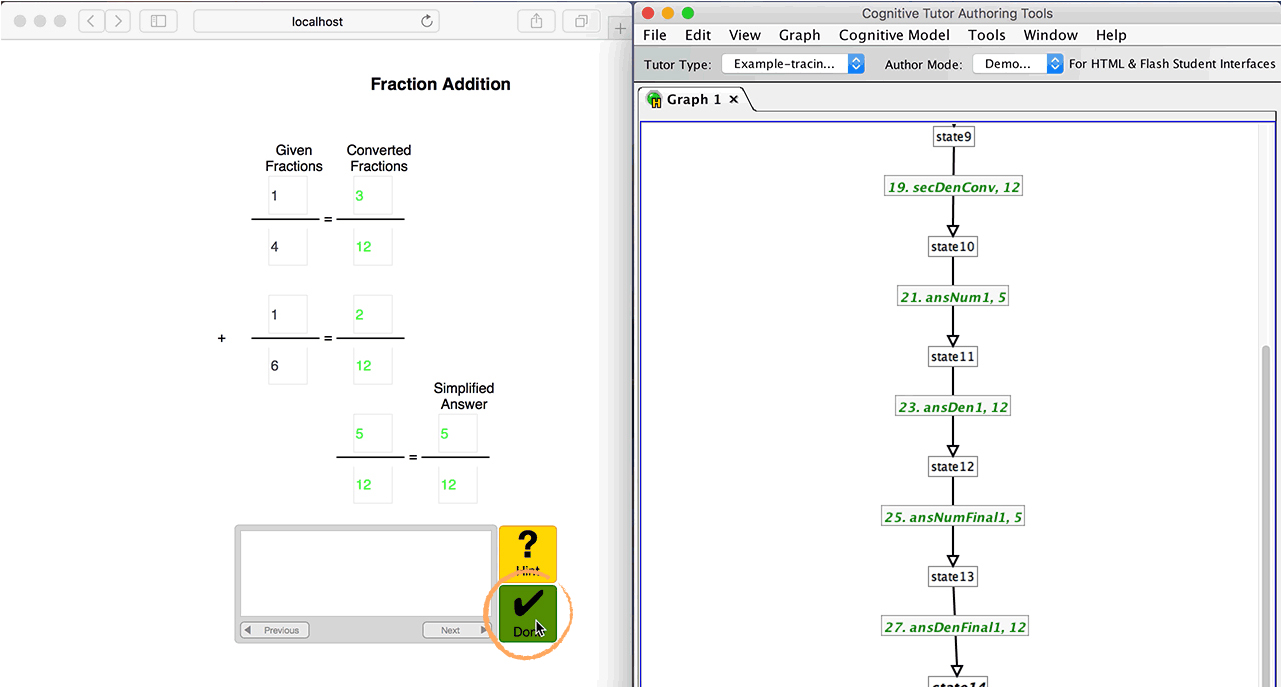 localhost
Fraction Addition
Given
Fractions
Converted
Fractions
1
3
=
4
12
1
2
+
=
6
12
Simplified
Answer
5
5
=
12
12
?
Hint
Previous
Next
Done
Cognitive Tutor Authoring Tools
File Edit View Graph Cognitive Model Tools Window Help
Tutor Type: Example-tracin... Author Mode: Demo... For HTML & Flash Student Interfaces
H Graph 1 ×
state9
19. secDenConv, 12
state10
21. ansNum1, 5
state11
23. ansDen1, 12
state12
25. ansNumFinal1, 5
state13
27. ansDenFinal1, 12
state14